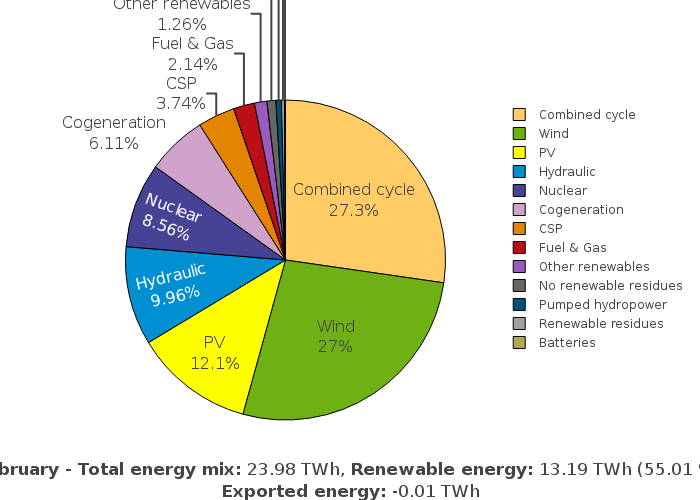 Other renewables
1.26%
Fuel & Gas
2.14%
CSP
3.74%
Cogeneration
6.11%
Nuclear
8.56%
Hydraulic
9.96%
PV
12.1%
Wind
27%
Combined cycle
27.3%
Combined cycle
Wind
PV
Hydraulic
Nuclear
Cogeneration
CSP
Fuel & Gas
Other renewables
No renewable residues
Pumped hydropower
Renewable residues
Batteries
bruary - Total energy mix: 23.98 TWh, Renewable energy: 13.19 TWh (55.01
Exported energy: -0.01 TWh